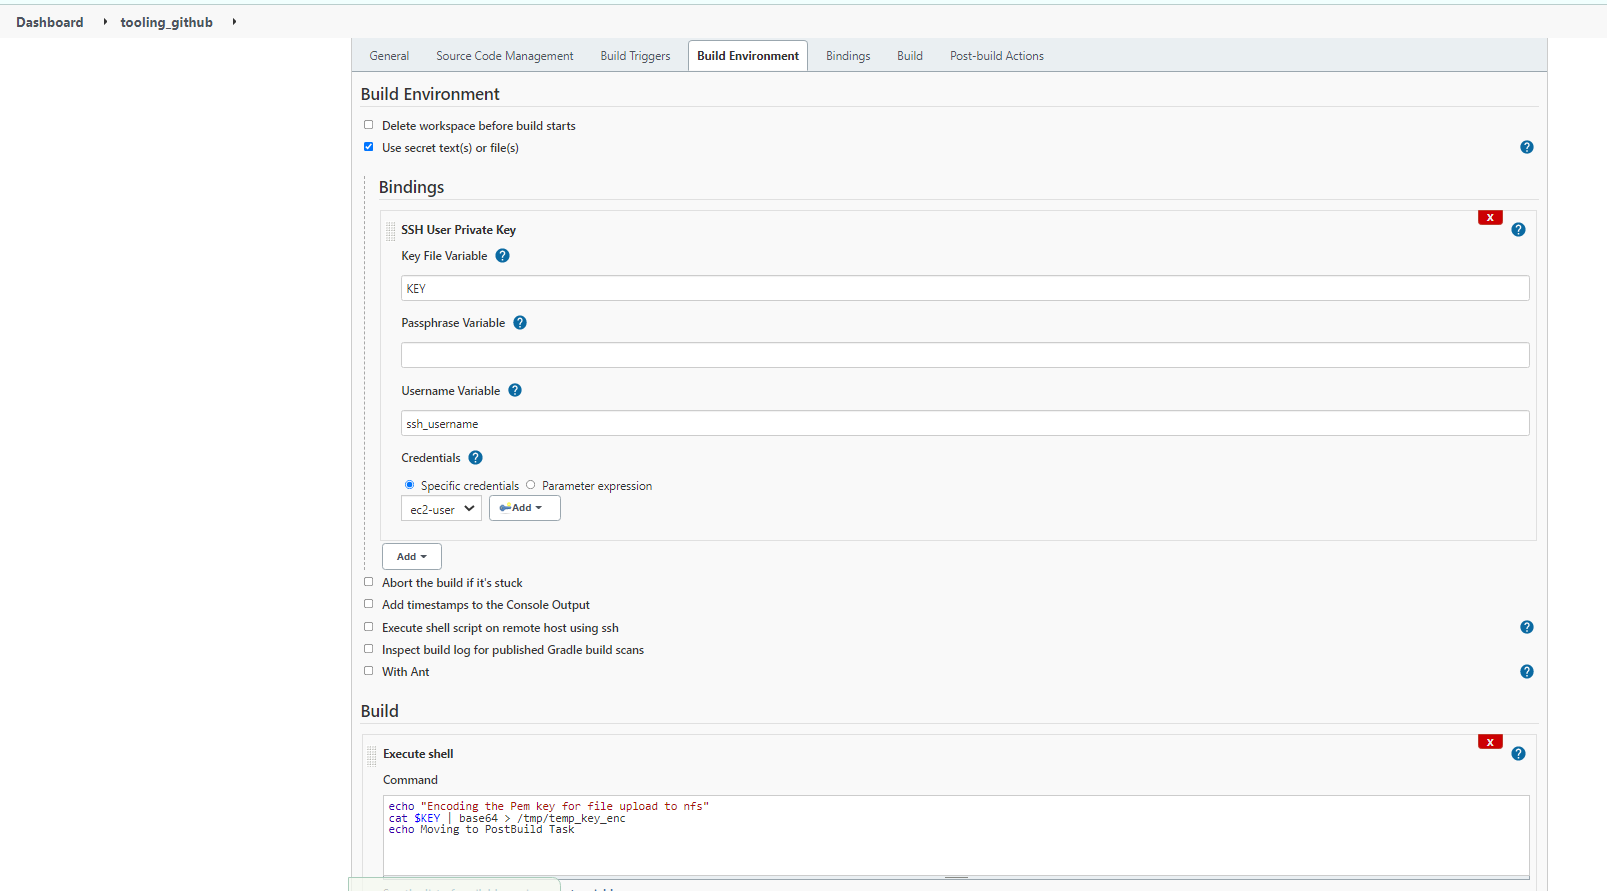 Dashboard tooling_github
General Source Code Management Build Triggers Build Environment Bindings Build Post-build Actions
Build Environment
Delete workspace before build starts
Use secret text(s) or file(s)
?
Bindings
X
SSH User Private Key
?
Key File Variable ?
KEY
Passphrase Variable ?
Username Variable ?
ssh_username
Credentials ?
Specific credentials Parameter expression
ec2-user Add
Add
Abort the build if it's stuck
Add timestamps to the Console Output
Execute shell script on remote host using ssh ?
Inspect build log for published Gradle build scans
With Ant ?
Build
X
Execute shell ?
Command
echo "Encoding the Pem key for file upload to nfs"
cat $KEY | base64 > /tmp/temp_key_enc
echo Moving to PostBuild Task